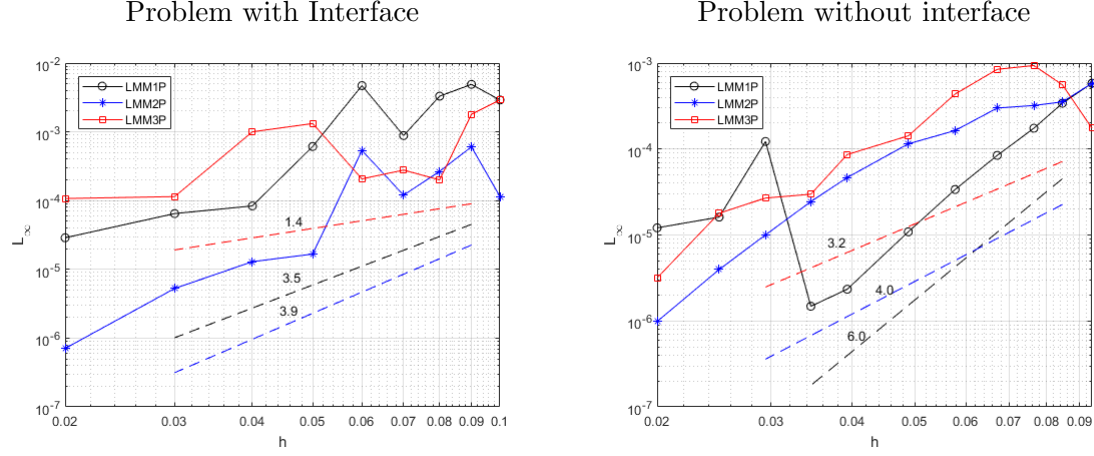 Problem with Interface
10^-2
10^-3
10^-4
10^-5
10^-6
10^-7
L∞
LMM1P
LMM2P
LMM3P
1.4
3.5
3.9
0.02 0.03 0.04 0.05 0.06 0.07 0.08 0.09 0.1
h
Problem without interface
10^-3
10^-4
10^-5
10^-6
10^-7
L∞
LMM1P
LMM2P
LMM3P
3.2
4.0
6.0
0.02 0.03 0.04 0.05 0.06 0.07 0.08 0.09
h